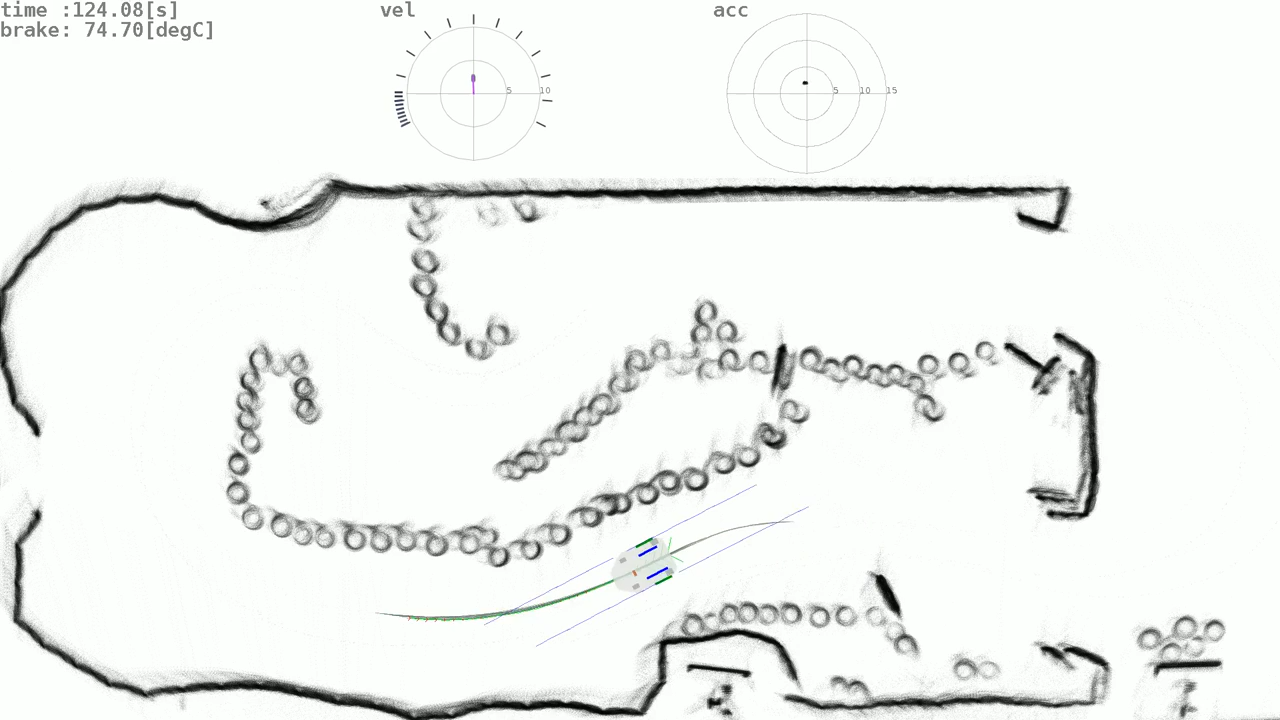 time :124.08[s]
brake: 74.70[degC]
vel
5
10
acc
5
10
15